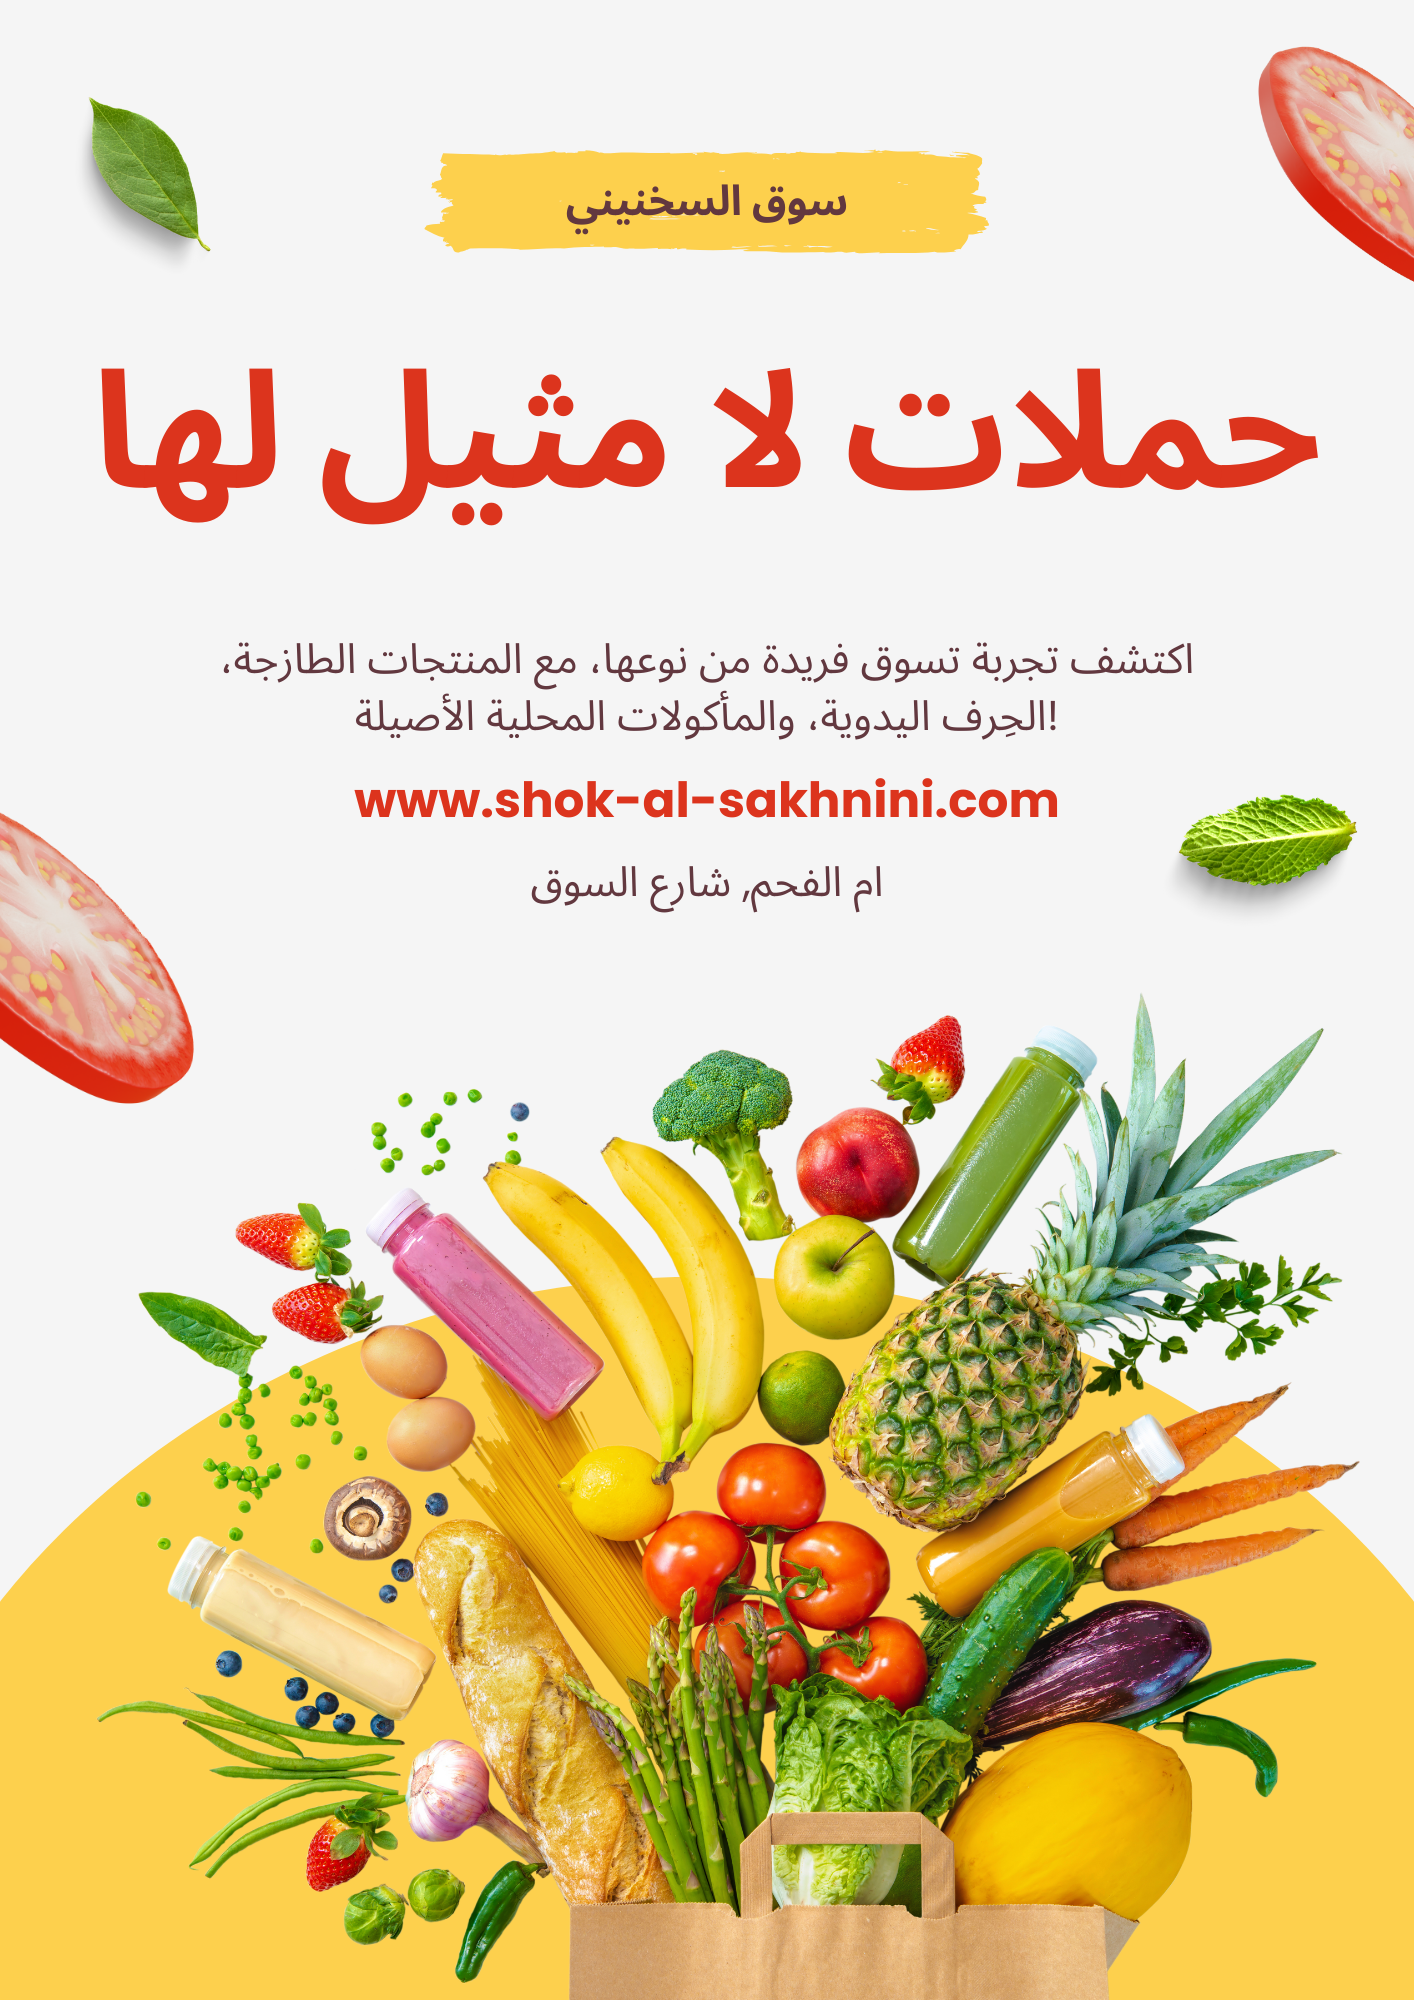 سوق السخنيني
حملات لا مثيل لها
اكتشف تجربة تسوق فريدة من نوعها، مع المنتجات الطازجة،
!الحِرف اليدوية، والمأكولات المحلية الأصيلة
www.shok-al-sakhnini.com
ام الفحم, شارع السوق